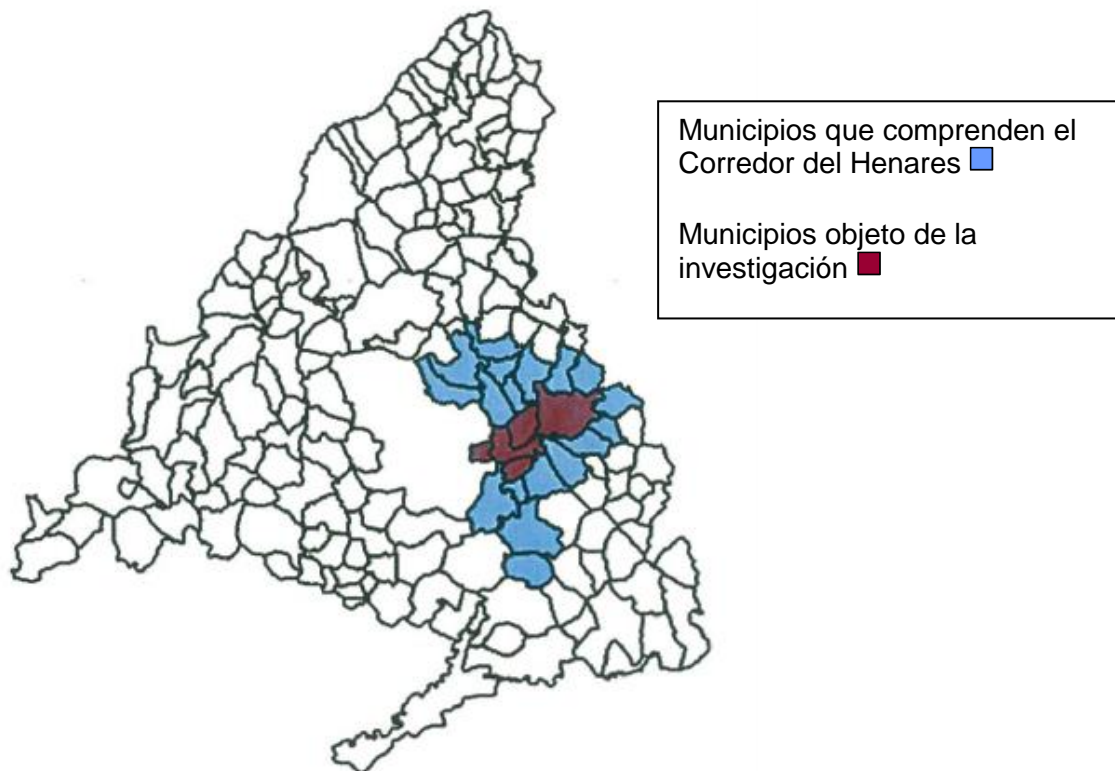 Municipios que comprenden el
Corredor del Henares
Municipios objeto de la
investigación